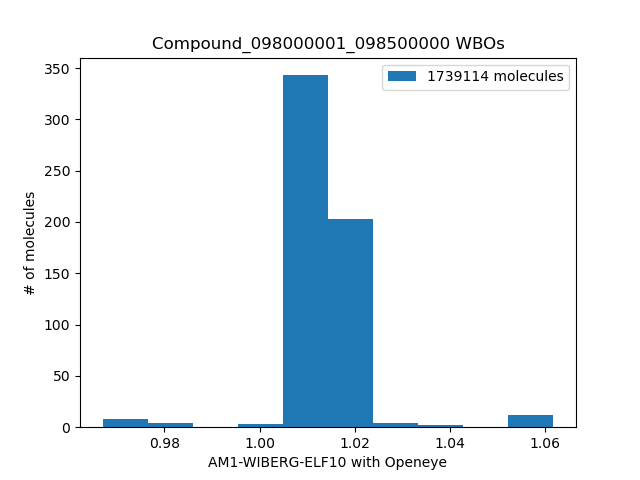 Compound_098000001_098500000 WBOs
1739114 molecules
# of molecules
350
300
250
200
150
100
50
0
0.98 1.00 1.02 1.04 1.06
AM1-WIBERG-ELF10 with Openeye